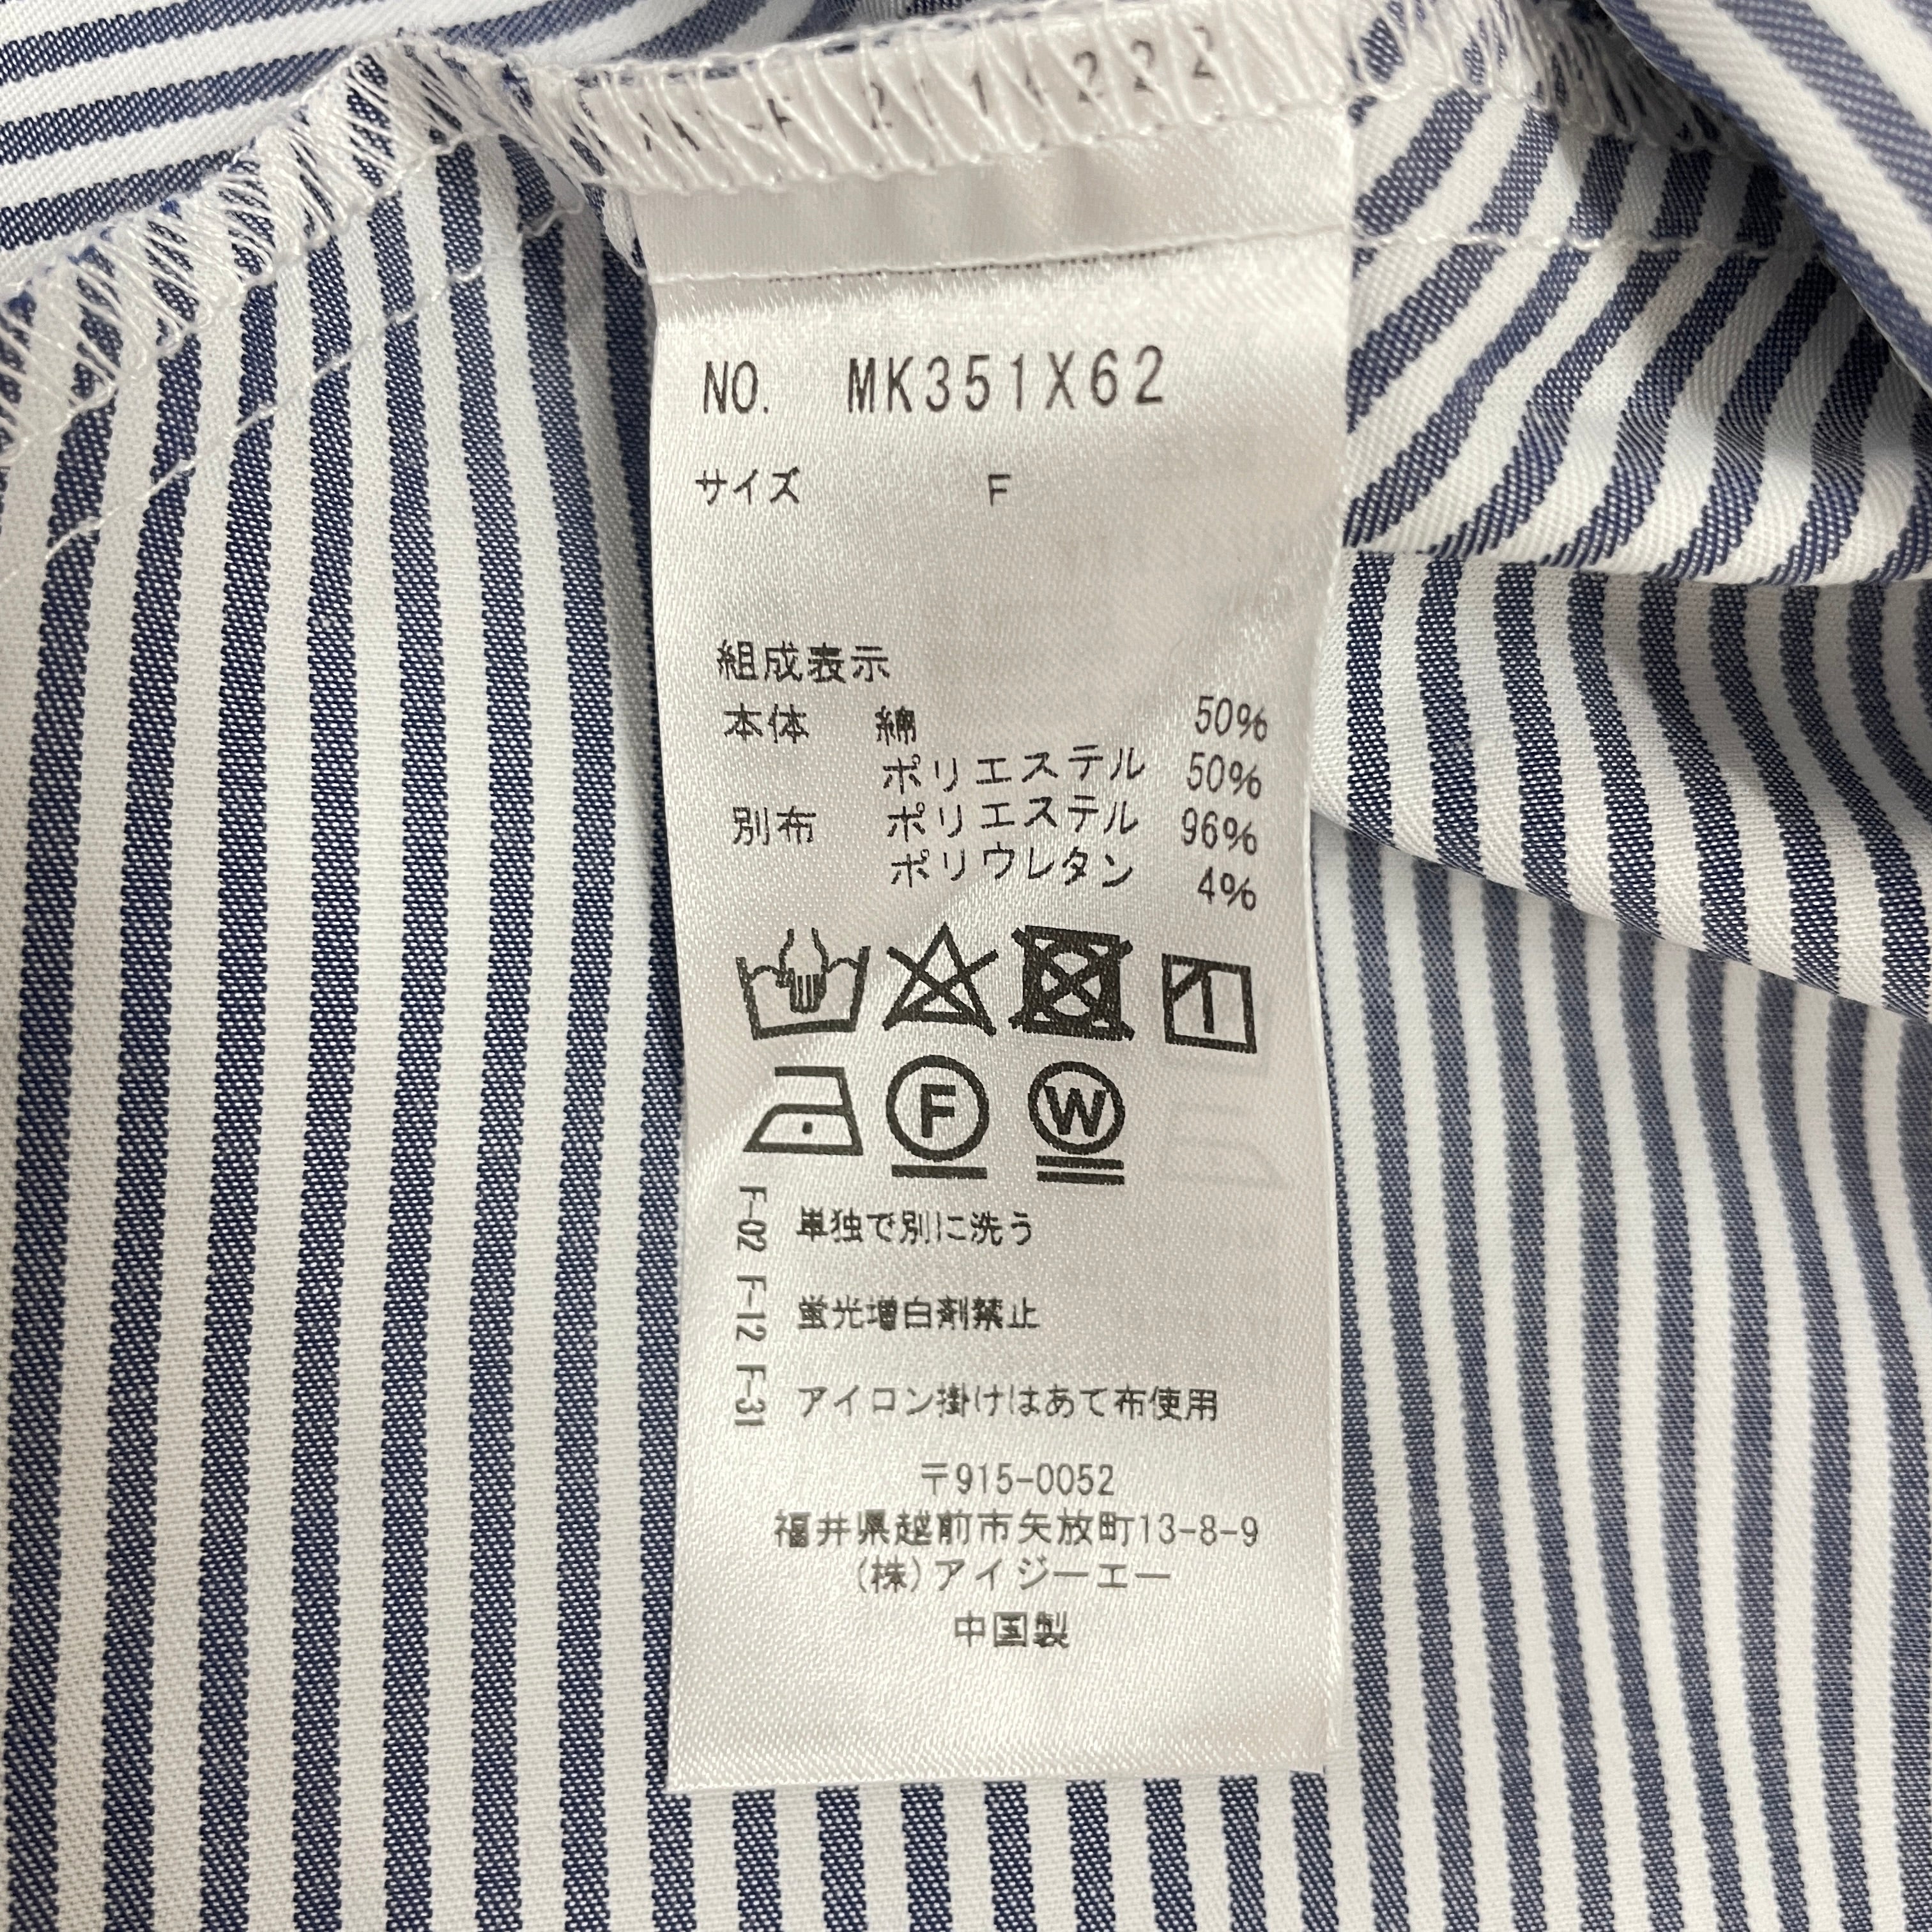 NO. MK351X62
サイズ F
組成表示
本体 綿 50%
ポリエステル 50%
別布 ポリエステル 96%
ポリウレタン 4%
F
W
F-02 F-12 F-31
単独で別に洗う
蛍光増白剤禁止
アイロン掛けはあて布使用
〒915-0052
福井県越前市矢放町13-8-9
(株)アイジーエー
中国製